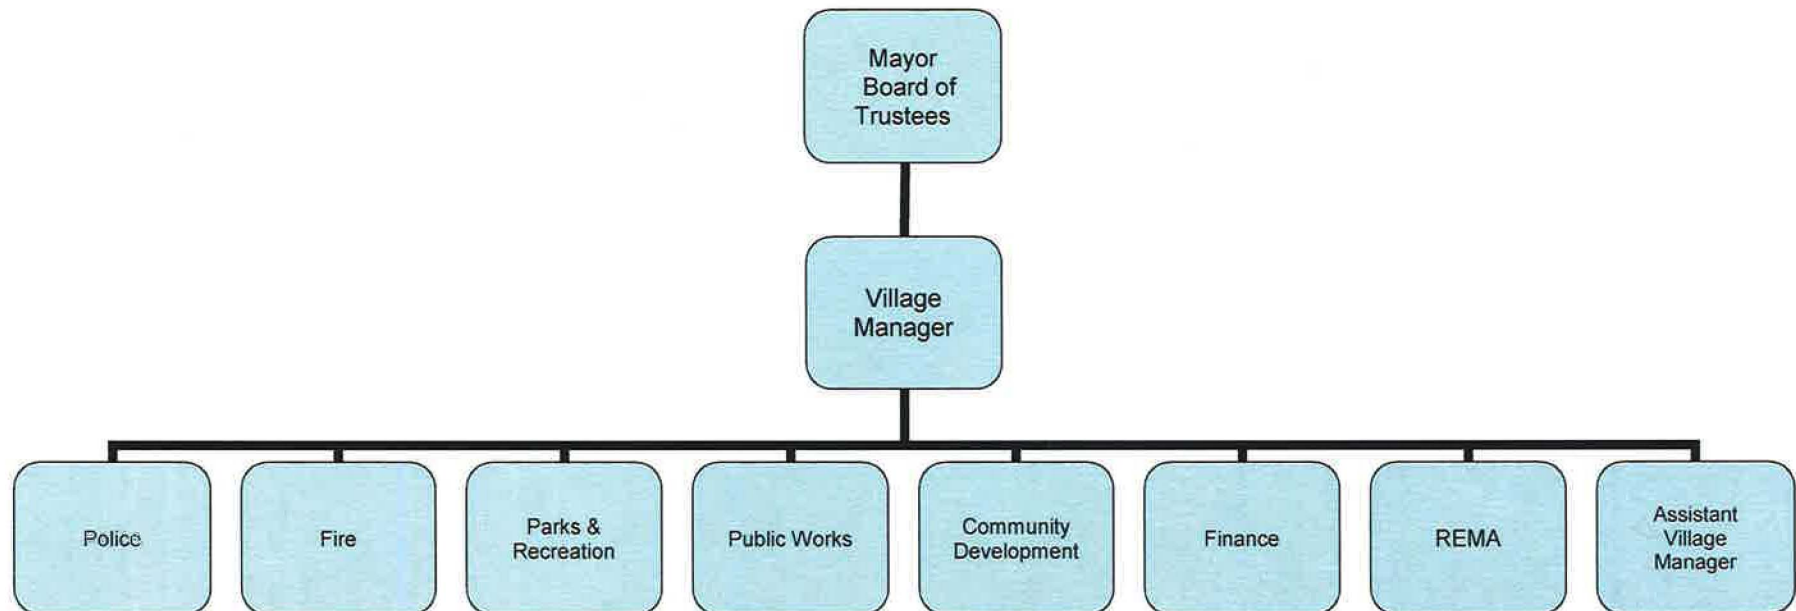 Mayor
Board of
Trustees
Village
Manager
Police
Fire
Parks &
Recreation
Public Works
Community
Development
Finance
REMA
Assistant
Village
Manager